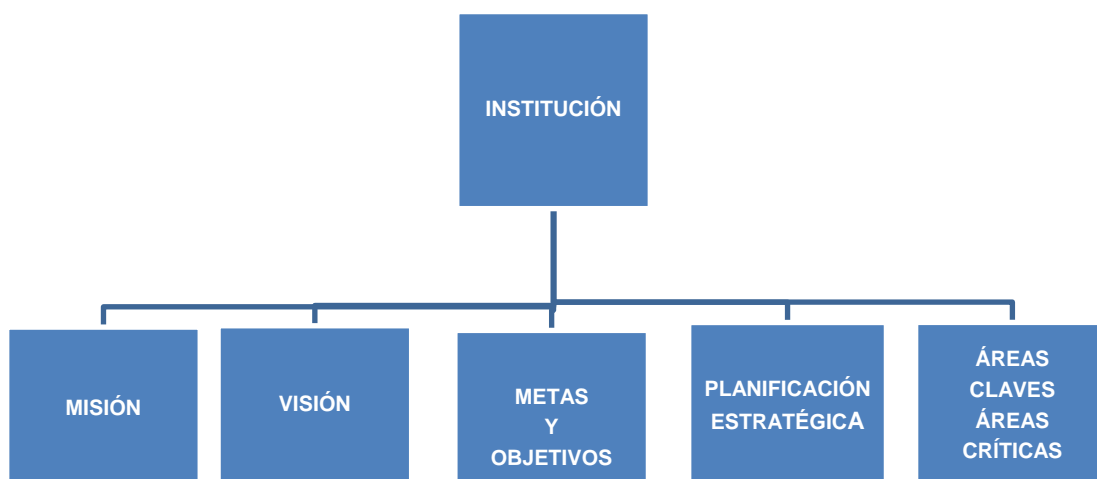 INSTITUCIÓN
MISIÓN
VISIÓN
METAS
Y
OBJETIVOS
PLANIFICACIÓN
ESTRATÉGICA
ÁREAS
CLAVES
ÁREAS
CRÍTICAS